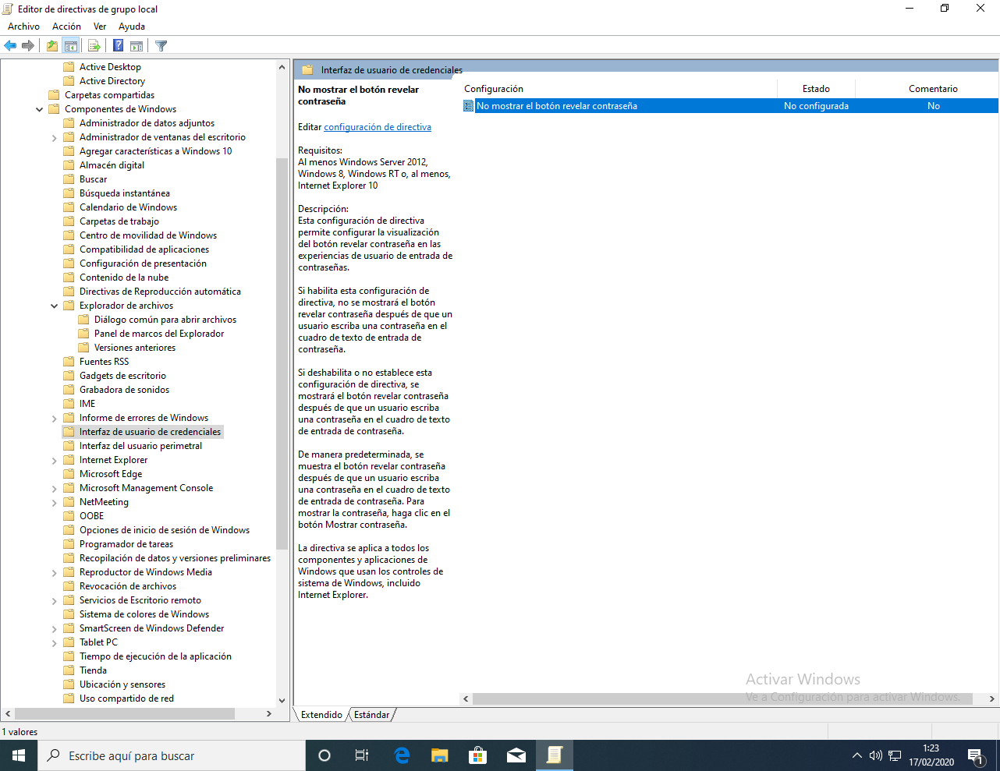 Editor de directivas de grupo local
Archivo Acción Ver Ayuda
Active Desktop
Active Directory
Carpetas compartidas
Componentes de Windows
Administrador de datos adjuntos
Administrador de ventanas del escritorio
Agregar características a Windows 10
Almacén digital
Buscar
Búsqueda instantánea
Calendario de Windows
Carpetas de trabajo
Centro de movilidad de Windows
Compatibilidad de aplicaciones
Configuración de presentación
Contenido de la nube
Directivas de Reproducción automática
Explorador de archivos
Diálogo común para abrir archivos
Panel de marcos del Explorador
Versiones anteriores
Fuentes RSS
Gadgets de escritorio
Grabadora de sonidos
IME
Informe de errores de Windows
Interfaz de usuario de credenciales
Interfaz del usuario perimetral
Internet Explorer
Microsoft Edge
Microsoft Management Console
NetMeeting
OOBE
Opciones de inicio de sesión de Windows
Programador de tareas
Recopilación de datos y versiones preliminares
Reproductor de Windows Media
Revocación de archivos
Servicios de Escritorio remoto
Sistema de colores de Windows
SmartScreen de Windows Defender
Tablet PC
Tiempo de ejecución de la aplicación
Tienda
Ubicación y sensores
Uso compartido de red
Interfaz de usuario de credenciales
No mostrar el botón revelar
contraseña
Editar configuración de directiva
Requisitos:
Al menos Windows Server 2012,
Windows 8, Windows RT o, al menos,
Internet Explorer 10
Descripción:
Esta configuración de directiva
permite configurar la visualización
del botón revelar contraseña en las
experiencias de usuario de entrada de
contraseñas.
Si habilita esta configuración de
directiva, no se mostrará el botón
revelar contraseña después de que un
usuario escriba una contraseña en el
cuadro de texto de entrada de
contraseña.
Si deshabilita o no establece esta
configuración de directiva, se
mostrará el botón revelar contraseña
después de que un usuario escriba
una contraseña en el cuadro de texto
de entrada de contraseña.
De manera predeterminada, se
muestra el botón revelar contraseña
después de que un usuario escriba
una contraseña en el cuadro de texto
de entrada de contraseña. Para
mostrar la contraseña, haga clic en el
botón Mostrar contraseña.
La directiva se aplica a todos los
componentes y aplicaciones de
Windows que usan los controles de
sistema de Windows, incluido
Internet Explorer.
Configuración Estado Comentario
No mostrar el botón revelar contraseña No configurada No
Activar Windows
Ve a Configuración para activar Windows.
Extendido Estándar
1 valores
Escribe aquí para buscar
1:23
17/02/2020
1